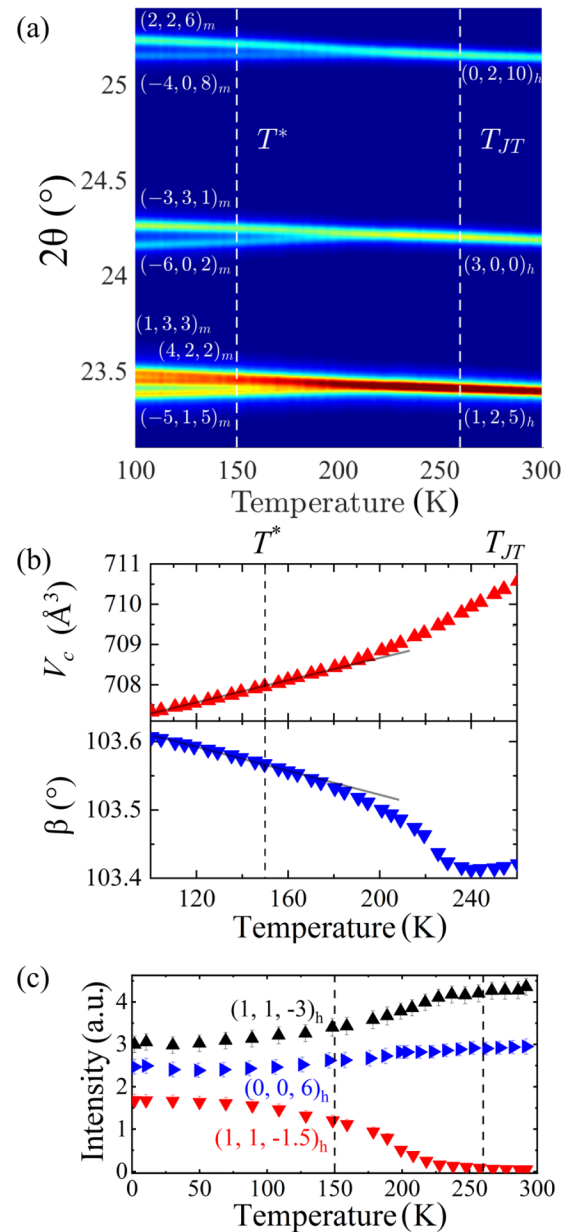 (a)
(2, 2, 6)m
(−4, 0, 8)m
(0, 2, 10)h
T*
TJT
(−3, 3, 1)m
(−6, 0, 2)m
(3, 0, 0)h
(1, 3, 3)m
(4, 2, 2)m
(−5, 1, 5)m
(1, 2, 5)h
2θ (°)
25
24.5
24
23.5
100 150 200 250 300
Temperature (K)
(b)
T* TJT
Vc (Å3)
711
710
709
708
β (°)
103.6
103.5
103.4
120 160 200 240
Temperature (K)
(c)
Intensity (a.u.)
4
3
2
1
0
(1, 1, -3)h
(0, 0, 6)h
(1, 1, -1.5)h
0 50 100 150 200 250 300
Temperature (K)